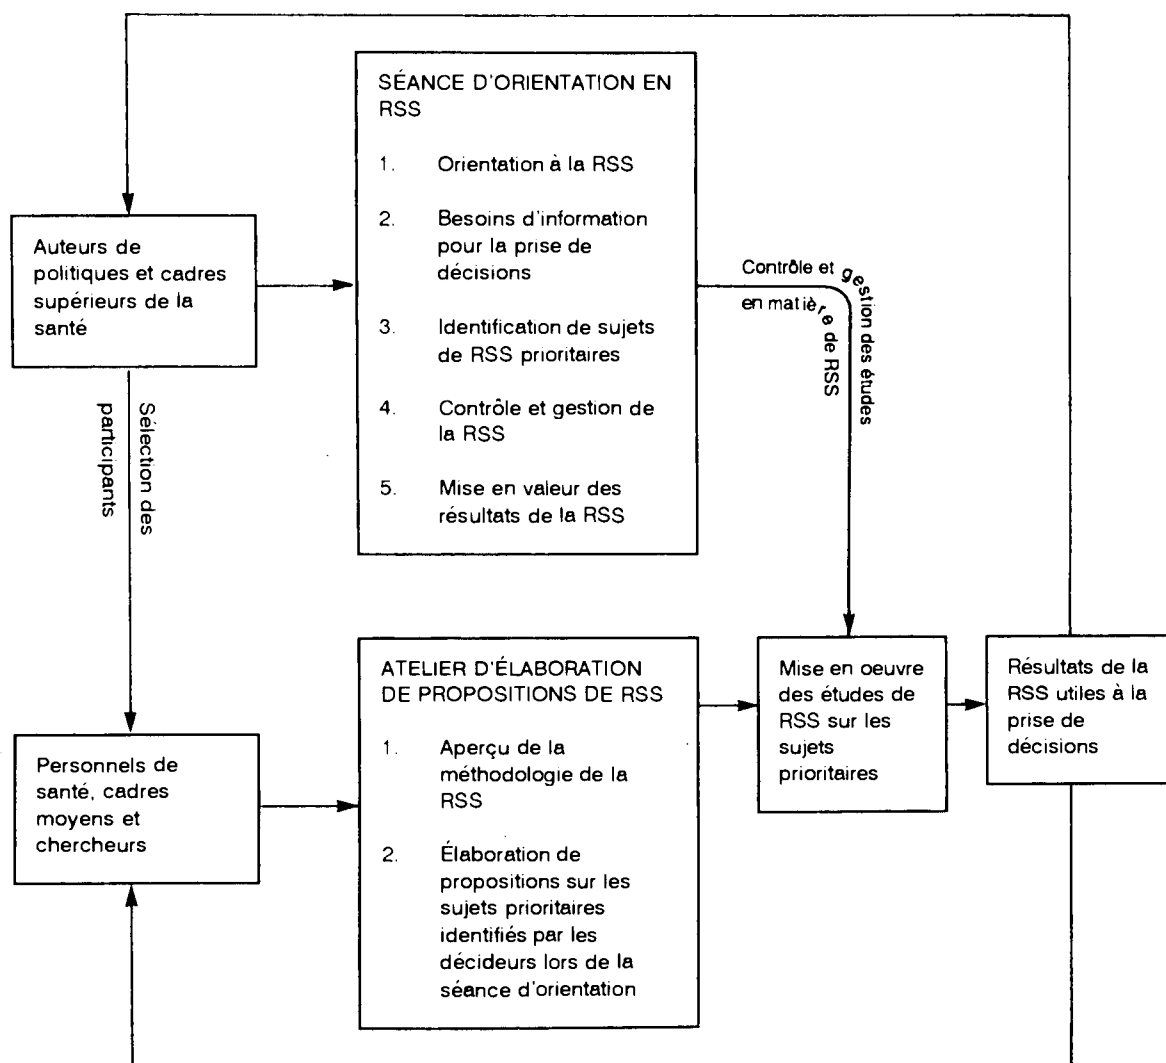 SÉANCE D'ORIENTATION EN
RSS
1. Orientation à la RSS
2. Besoins d'information
pour la prise de
décisions
3. Identification de sujets
de RSS prioritaires
4. Contrôle et gestion de
la RSS
5. Mise en valeur des
résultats de la RSS
Auteurs de
politiques et cadres
supérieurs de la
santé
Contrôle et gestion des études
en matière de RSS
Sélection des
participants
ATELIER D'ÉLABORATION
DE PROPOSITIONS DE RSS
1. Aperçu de la
méthodologie de la
RSS
2. Élaboration de
propositions sur les
sujets prioritaires
identifiés par les
décideurs lors de la
séance d'orientation
Mise en oeuvre
des études de
RSS sur les
sujets
prioritaires
Résultats de la
RSS utiles à la
prise de
décisions
Personnels de
santé, cadres
moyens et
chercheurs